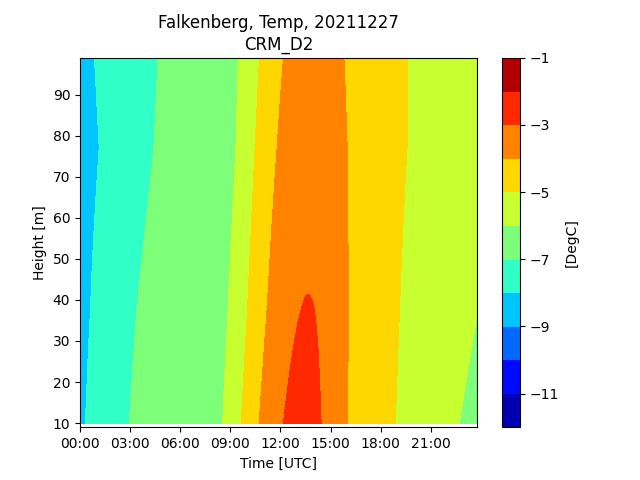 Falkenberg, Temp, 20211227
CRM_D2
90
80
70
60
50
40
30
20
10
Height [m]
00:00 03:00 06:00 09:00 12:00 15:00 18:00 21:00
Time [UTC]
−1
−3
−5
−7
−9
−11
[DegC]